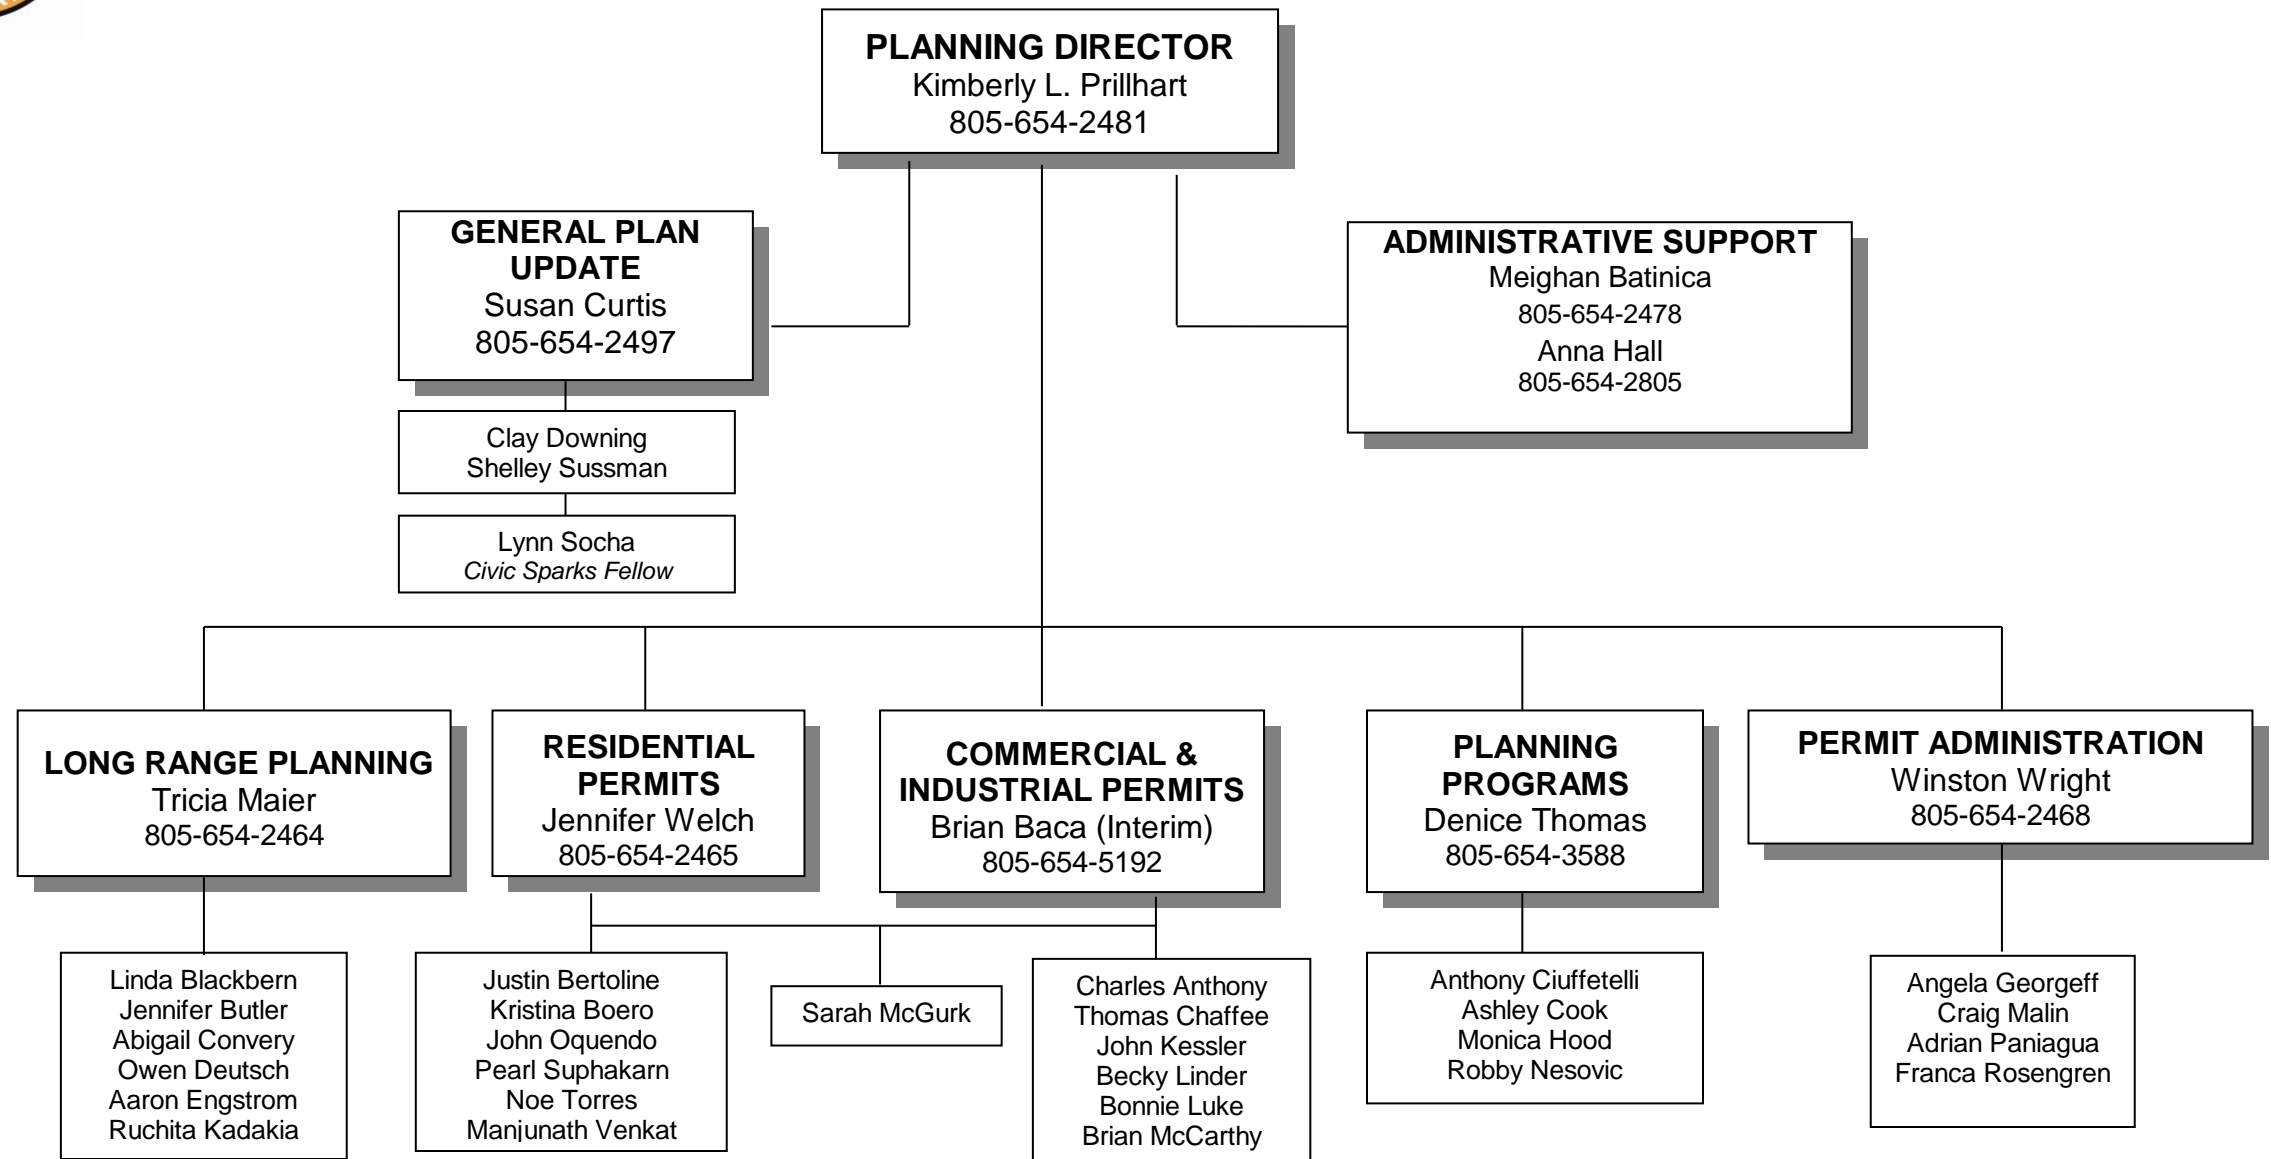 PLANNING DIRECTOR
Kimberly L. Prillhart
805-654-2481
GENERAL PLAN
UPDATE
Susan Curtis
805-654-2497
ADMINISTRATIVE SUPPORT
Meighan Batinica
805-654-2478
Anna Hall
805-654-2805
Clay Downing
Shelley Sussman
Lynn Socha
Civic Sparks Fellow
LONG RANGE PLANNING
Tricia Maier
805-654-2464
RESIDENTIAL
PERMITS
Jennifer Welch
805-654-2465
COMMERCIAL &
INDUSTRIAL PERMITS
Brian Baca (Interim)
805-654-5192
PLANNING
PROGRAMS
Denice Thomas
805-654-3588
PERMIT ADMINISTRATION
Winston Wright
805-654-2468
Linda Blackbern
Jennifer Butler
Abigail Convery
Owen Deutsch
Aaron Engstrom
Ruchita Kadakia
Justin Bertoline
Kristina Boero
John Oquendo
Pearl Suphakarn
Noe Torres
Manjunath Venkat
Sarah McGurk
Charles Anthony
Thomas Chaffee
John Kessler
Becky Linder
Bonnie Luke
Brian McCarthy
Anthony Ciuffetelli
Ashley Cook
Monica Hood
Robby Nesovic
Angela Georgeff
Craig Malin
Adrian Paniagua
Franca Rosengren